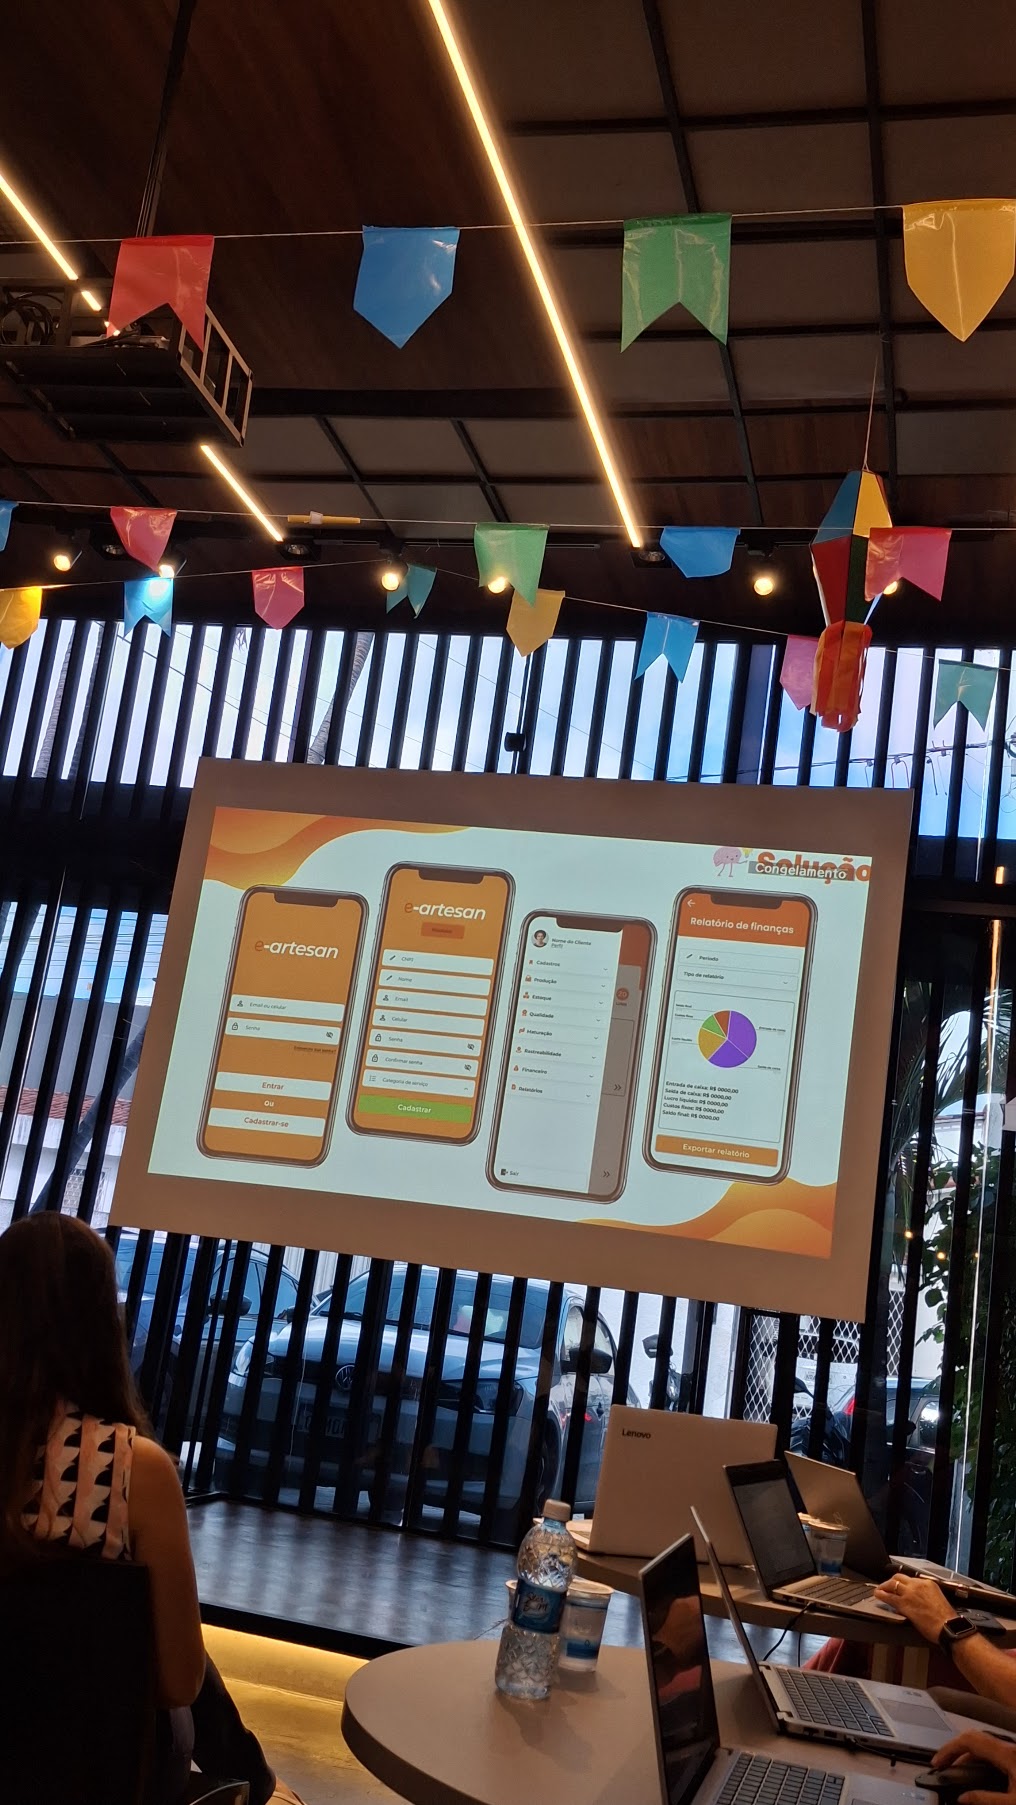 Solução
Congelamento
e-artesan
Email ou celular
Senha
Entrar
Ou
Cadastrar-se
e-artesan
CNPJ
Nome
Email
Celular
Senha
Confirmar senha
Categoria de serviço
Cadastrar
Nome do Cliente
Perfil
Cadastros
Produção
Estoque
Qualidade
Maturação
Rastreabilidade
Financeiro
Relatórios
Sair
Relatório de finanças
Período
Tipo de relatório
Entrada de caixa: R$ 0000,00
Saída de caixa: R$ 0000,00
Lucro líquido: R$ 0000,00
Custos fixos: R$ 0000,00
Saldo final: R$ 0000,00
Exportar relatório
Lenovo